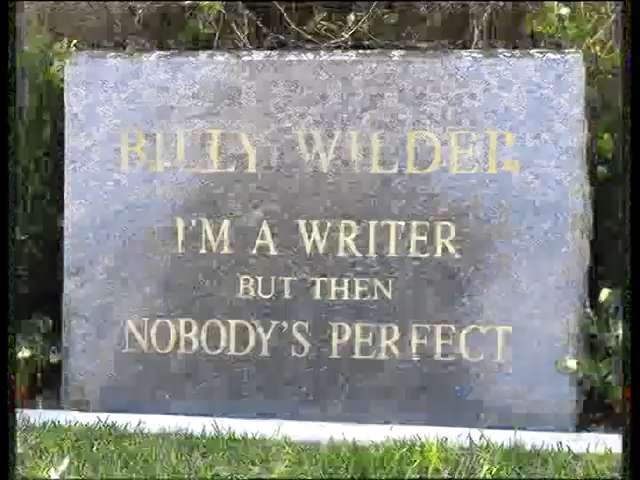 BILLY WILDER
I'M A WRITER
BUT THEN
NOBODY'S PERFECT